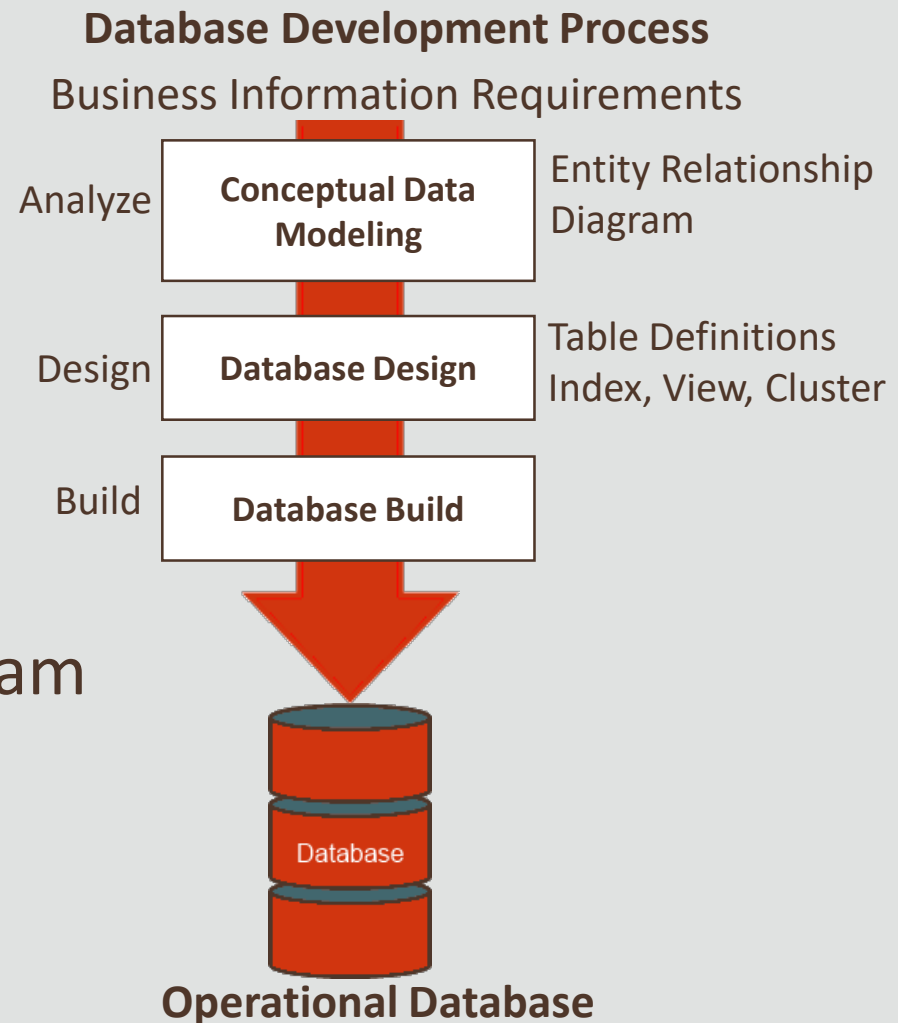 Database Development Process
Business Information Requirements
Analyze
Conceptual Data
Modeling
Entity Relationship
Diagram
Design
Database Design
Table Definitions
Index, View, Cluster
Build
Database Build
am
Database
Operational Database